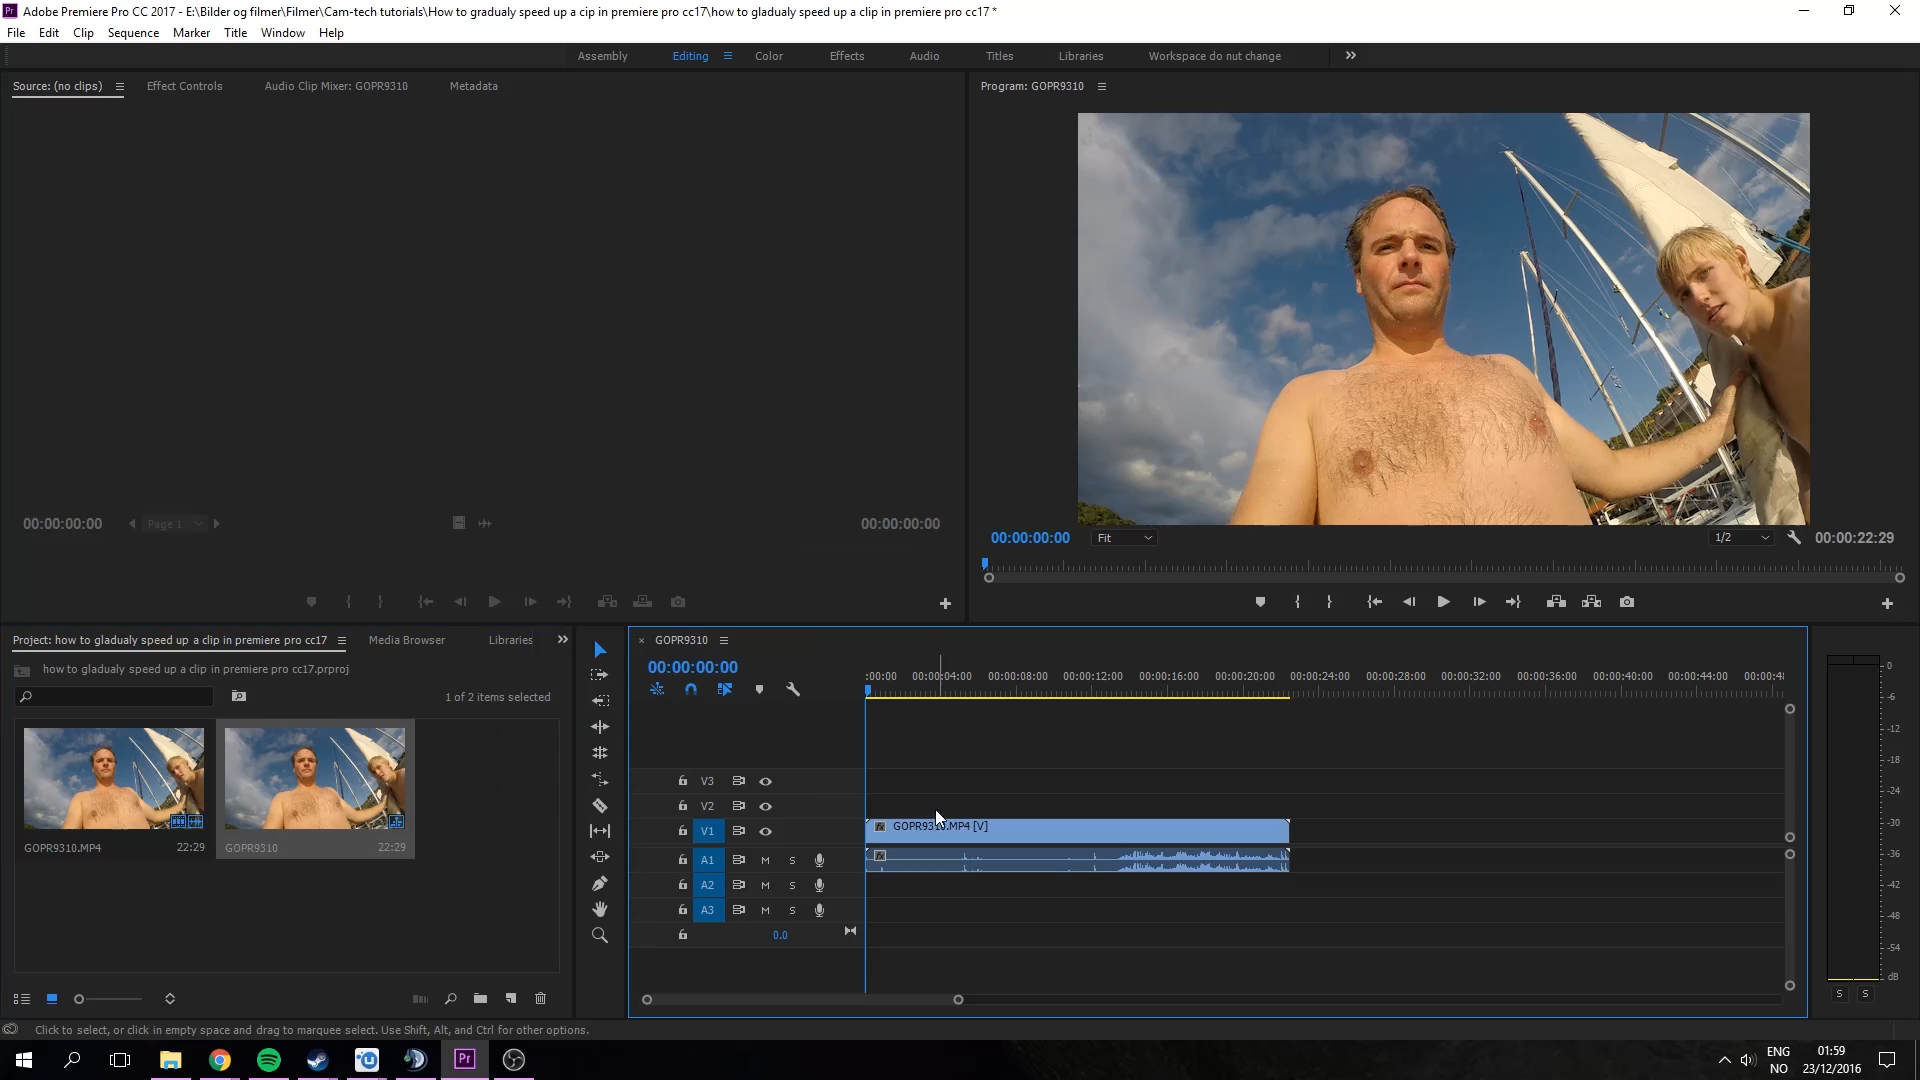 Adobe Premiere Pro CC 2017 - E:\Bilder og filmer\Filmer\Cam-tech tutorials\How to gradualy speed up a cip in premiere pro cc17\how to gladualy speed up a clip in premiere pro cc17 *
File Edit Clip Sequence Marker Title Window Help
Assembly Editing Color Effects Audio Titles Libraries Workspace do not change
Source: (no clips) Effect Controls Audio Clip Mixer: GOPR9310 Metadata
Program: GOPR9310
00:00:00:00 Page 1 00:00:00:00
00:00:00:00 Fit 1/2 00:00:22:29
Project: how to gladualy speed up a clip in premiere pro cc17 Media Browser Libraries
how to gladualy speed up a clip in premiere pro cc17.prproj
1 of 2 items selected
GOPR9310.MP4 22:29
GOPR9310 22:29
GOPR9310
00:00:00:00
:00:00 00:00:04:00 00:00:08:00 00:00:12:00 00:00:16:00 00:00:20:00 00:00:24:00 00:00:28:00 00:00:32:00 00:00:36:00 00:00:40:00 00:00:44:00 00:00:48
V3
V2
V1 fx GOPR9310.MP4 [V]
A1 M S fx
A2 M S
A3 M S
0.0
0
-6
-12
-18
-24
-30
-36
-42
-48
-54
dB
S S
Click to select, or click in empty space and drag to marquee select. Use Shift, Alt, and Ctrl for other options.
Pr
ENG
NO
01:59
23/12/2016